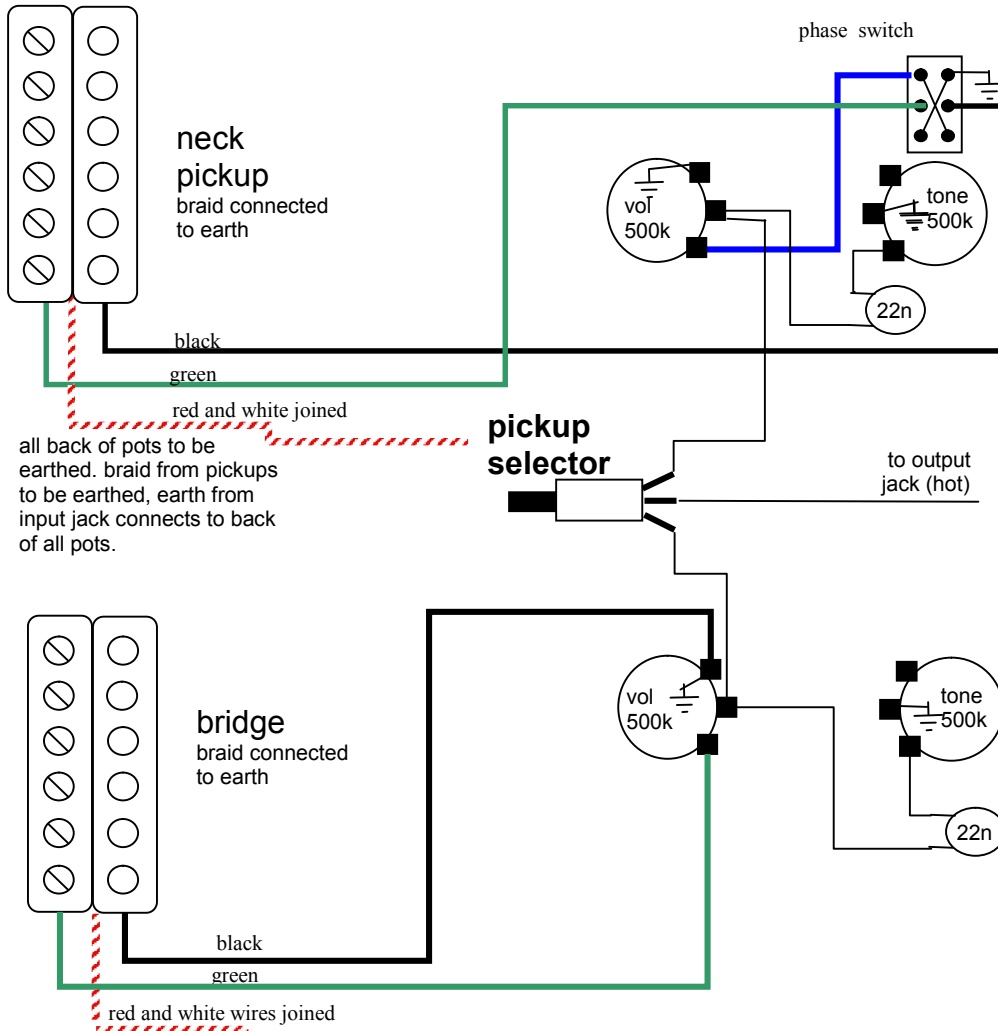 phase switch
neck
pickup
braid connected
to earth
vol
500k
tone
500k
22n
black
green
red and white joined
all back of pots to be
earthed. braid from pickups
to be earthed, earth from
input jack connects to back
of all pots.
pickup
selector
to output
jack (hot)
bridge
braid connected
to earth
vol
500k
tone
500k
22n
black
green
red and white wires joined